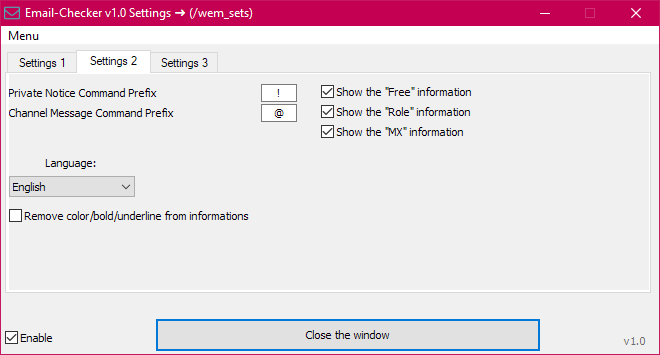 Email-Checker v1.0 Settings → (/wem_sets)
Menu
Settings 1 Settings 2 Settings 3
Private Notice Command Prefix ! Show the "Free" information
Channel Message Command Prefix @ Show the "Role" information
Show the "MX" information
Language:
English
Remove color/bold/underline from informations
Enable Close the window v1.0